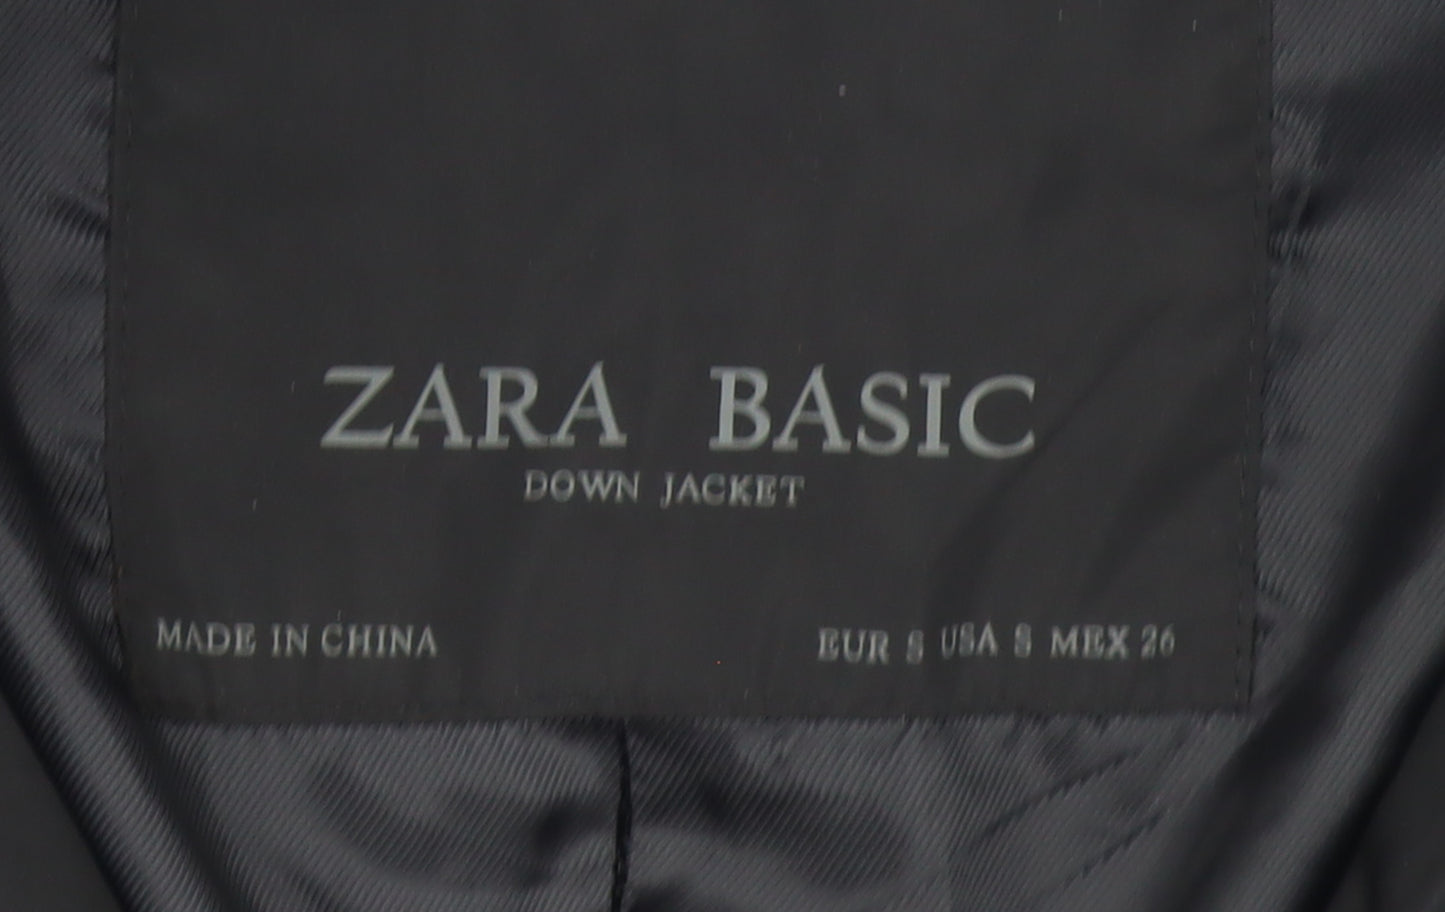 ZARA BASIC
DOWN JACKET
MADE IN CHINA EUR S USA S MEX 26